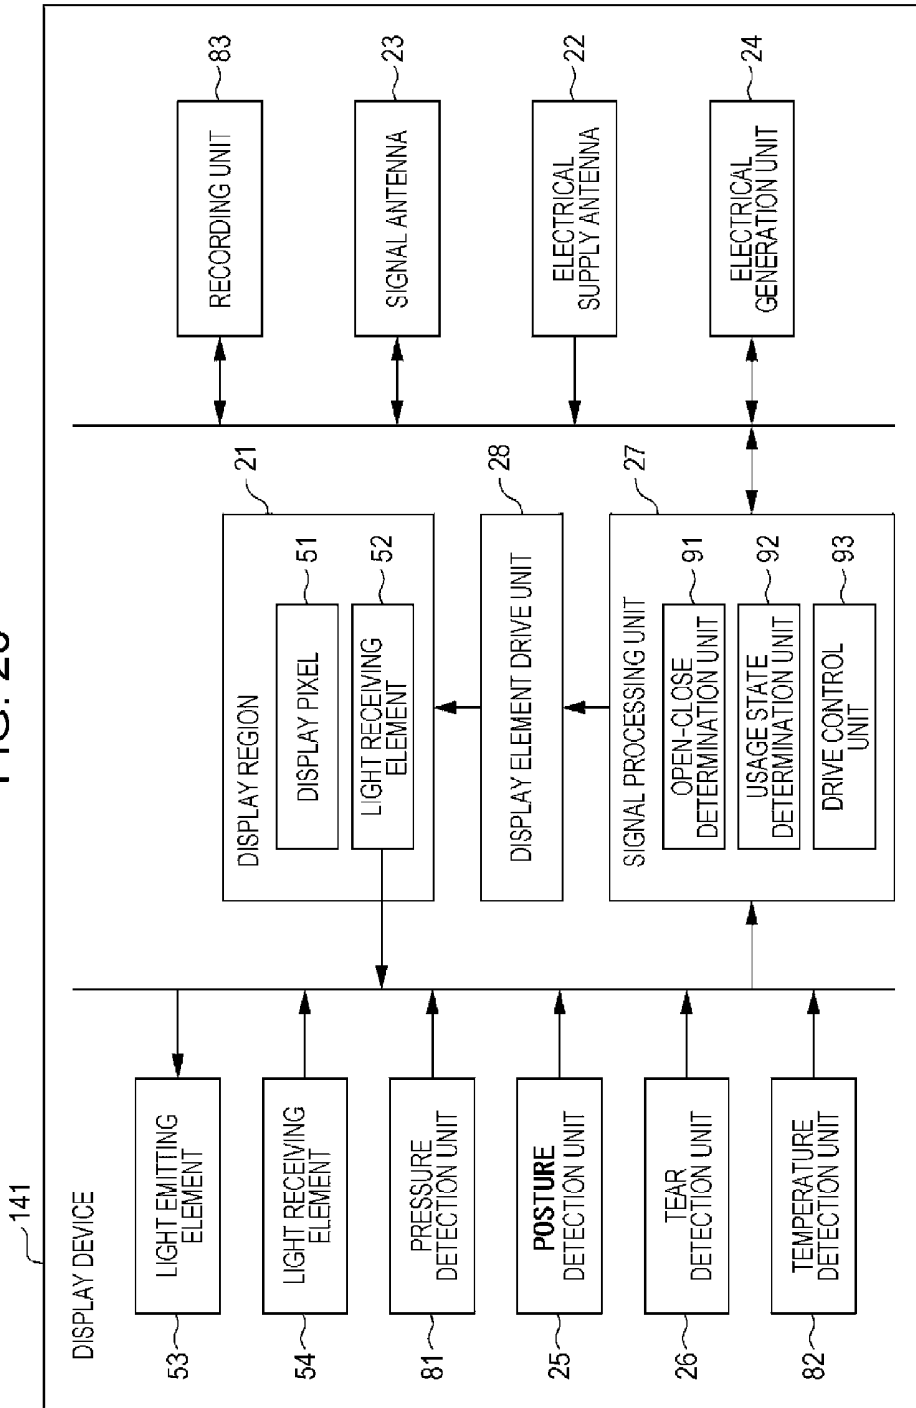 FIG.
141
DISPLAY DEVICE
53
LIGHT EMITTING
ELEMENT
54
LIGHT RECEIVING
ELEMENT
81
PRESSURE
DETECTION UNIT
25
POSTURE
DETECTION UNIT
26
TEAR
DETECTION UNIT
82
TEMPERATURE
DETECTION UNIT
21
DISPLAY REGION
DISPLAY PIXEL
51
LIGHT RECEIVING
ELEMENT
52
DISPLAY ELEMENT DRIVE UNIT
28
SIGNAL PROCESSING UNIT
27
OPEN-CLOSE
DETERMINATION UNIT
91
USAGE STATE
DETERMINATION UNIT
92
DRIVE CONTROL
UNIT
93
RECORDING UNIT
83
SIGNAL ANTENNA
23
ELECTRICAL
SUPPLY ANTENNA
22
ELECTRICAL
GENERATION UNIT
24